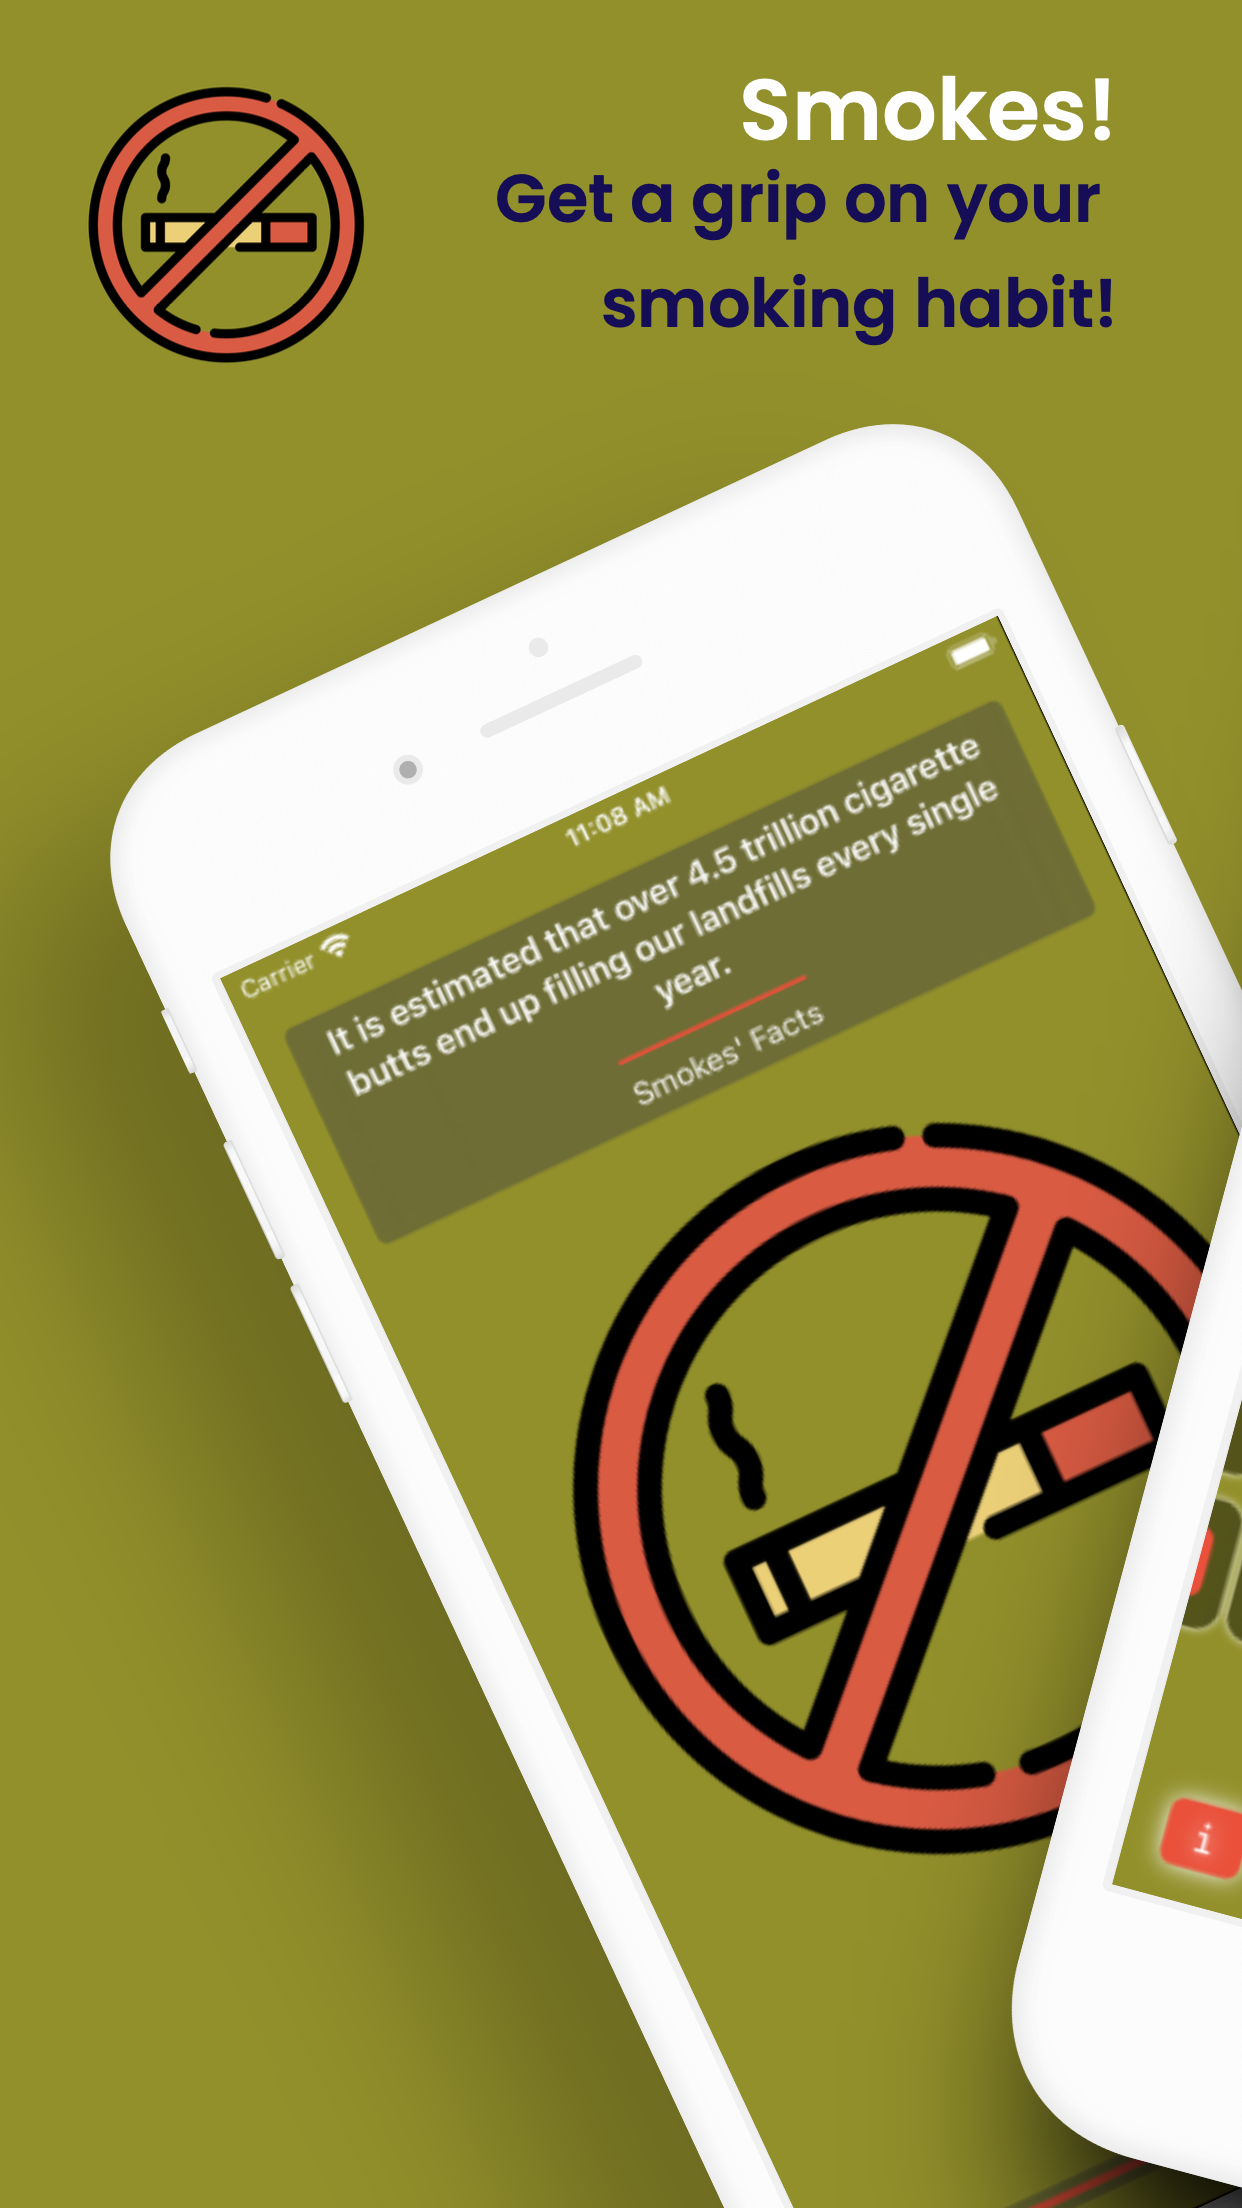 Smokes!
Get a grip on your
smoking habit!
Carrier
11:08 AM
It is estimated that over 4.5 trillion cigarette
butts end up filling our landfills every single
year.
Smokes' Facts
i